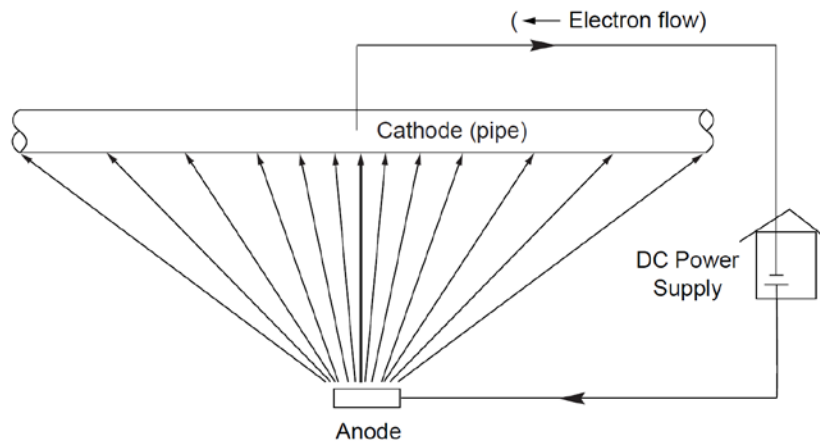 ( ← Electron flow)
Cathode (pipe)
DC Power
Supply
Anode